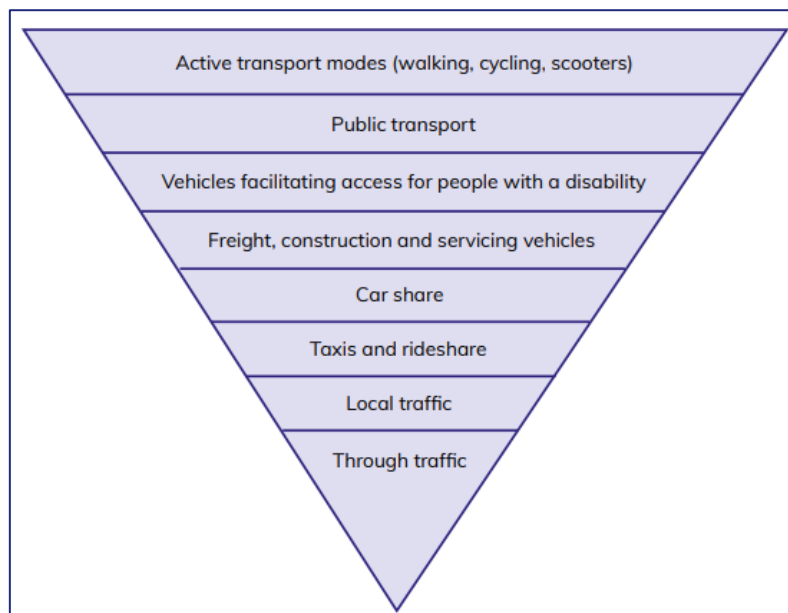 Active transport modes (walking, cycling, scooters)
Public transport
Vehicles facilitating access for people with a disability
Freight, construction and servicing vehicles
Car share
Taxis and rideshare
Local traffic
Through traffic